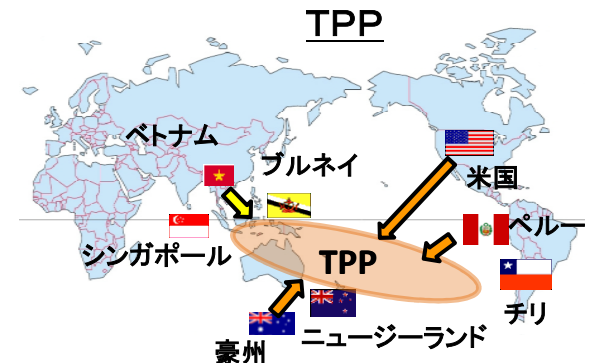 TPP
ベトナム
ブルネイ
米国
シンガポール
ペルー
TPP
チリ
ニュージーランド
豪州